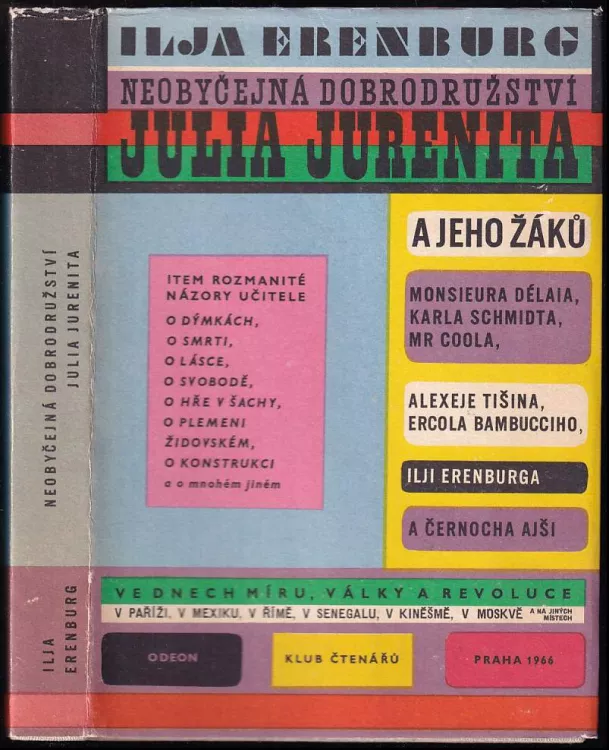 ILJA ERENBURG
NEOBYČEJNÁ DOBRODRUŽSTVÍ
JULIA JURENITA
A JEHO ŽÁKŮ
MONSIEURA DÉLAIA,
KARLA SCHMIDTA,
MR COOLA,
ALEXEJE TIŠINA,
ERCOLA BAMBUCCIHO,
ILJI ERENBURGA
A ČERNOCHA AJŠI
ITEM ROZMANITÉ
NÁZORY UČITELE
O DÝMKÁCH,
O SMRTI,
O LÁSCE,
O SVOBODĚ,
O HŘE V ŠACHY,
O PLEMENI
ŽIDOVSKÉM,
O KONSTRUKCI
a o mnohém jiném
VE DNECH MÍRU, VÁLKY A REVOLUCE
V PAŘÍŽI, V MEXIKU, V ŘÍMĚ, V SENEGALU, V KINĚŠMĚ, V MOSKVĚ A NA JINÝCH
MÍSTECH
ODEON
KLUB ČTENÁŘŮ
PRAHA 1966
NEOBYČEJNÁ DOBRODRUŽSTVÍ
JULIA JURENITA
ILJA
ERENBURG